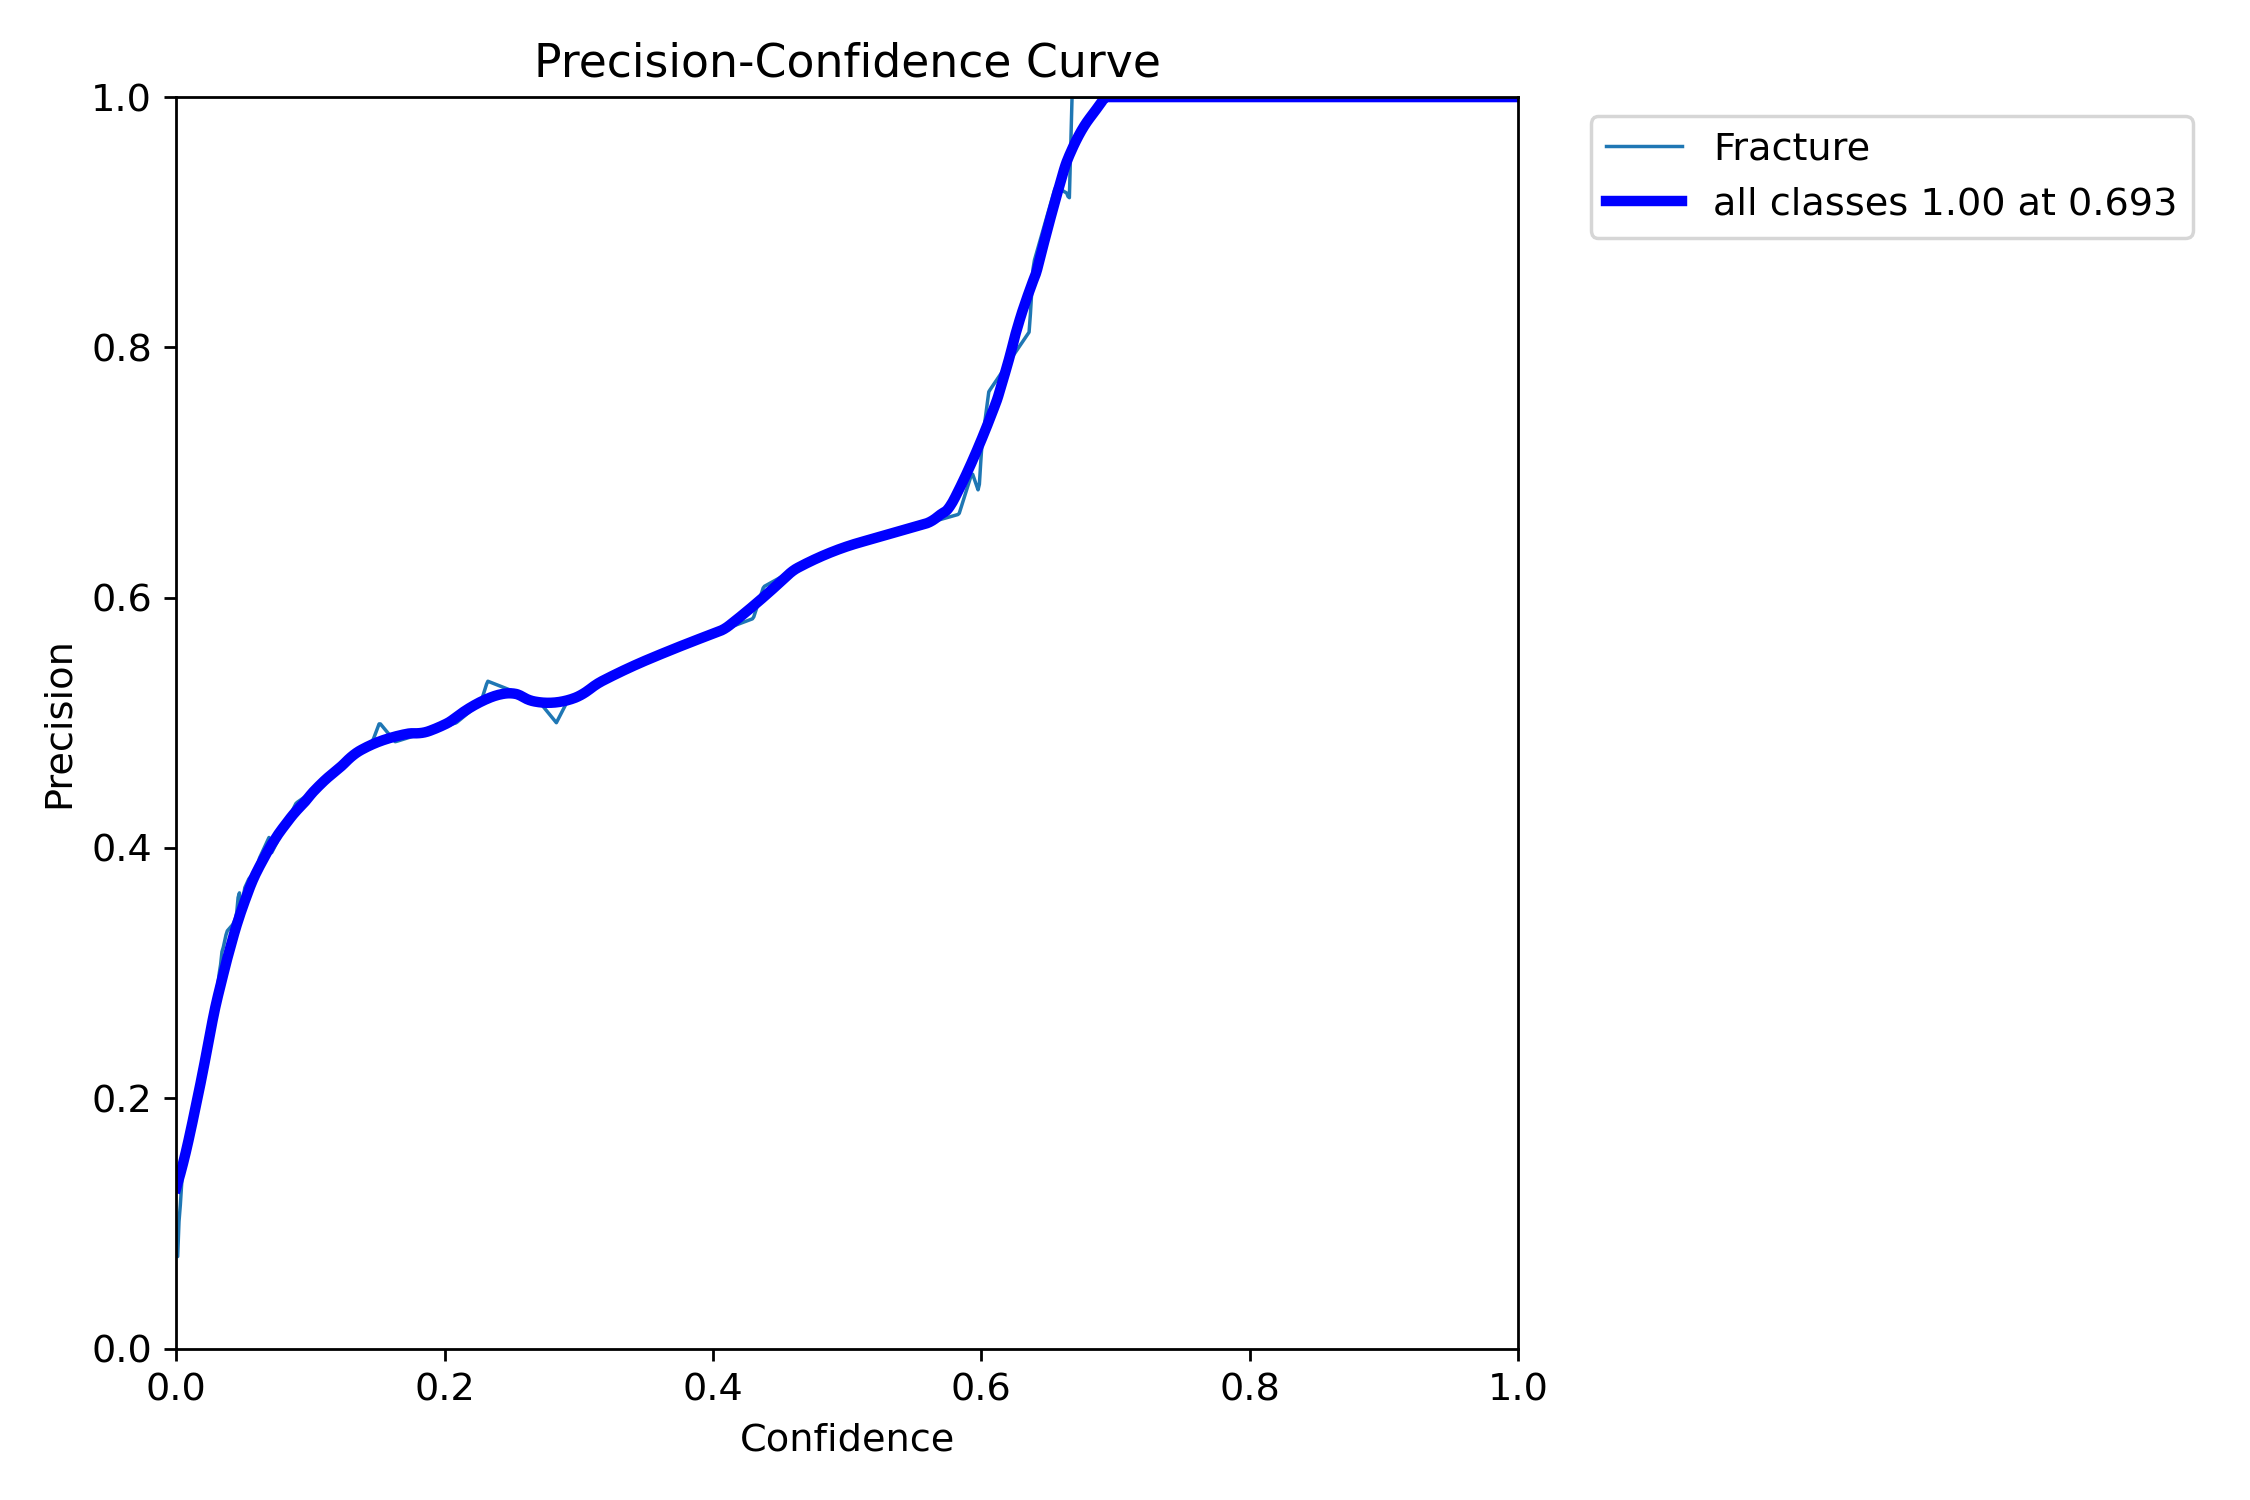 Precision-Confidence Curve
1.0
0.8
0.6
0.4
0.2
0.0
Precision
0.0 0.2 0.4 0.6 0.8 1.0
Confidence
Fracture
all classes 1.00 at 0.693